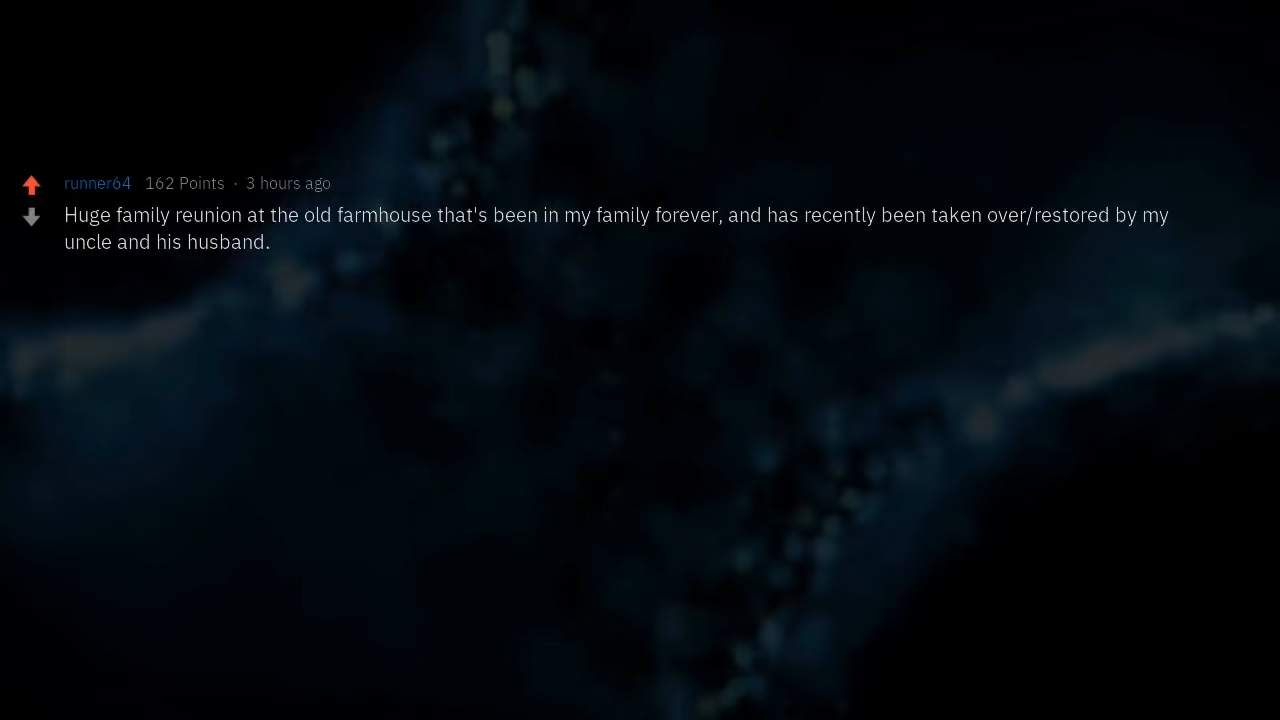 runner64 162 Points · 3 hours ago
Huge family reunion at the old farmhouse that's been in my family forever, and has recently been taken over/restored by my
uncle and his husband.